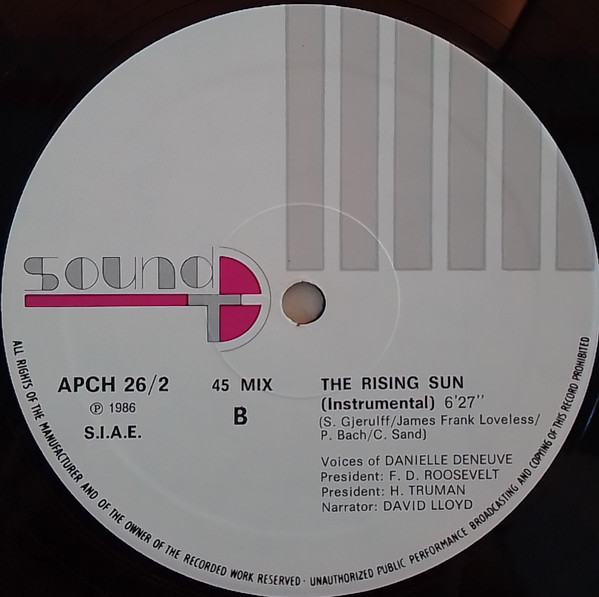 sound
APCH 26/2
℗ 1986
S.I.A.E.
45 MIX
B
THE RISING SUN
(Instrumental) 6'27''
(S. Gjerulff/James Frank Loveless/
P. Bach/C. Sand)
Voices of DANIELLE DENEUVE
President: F. D. ROOSEVELT
President: H. TRUMAN
Narrator: DAVID LLOYD
ALL RIGHTS OF THE MANUFACTURER AND OF THE OWNER OF THE RECORDED WORK RESERVED · UNAUTHORIZED PUBLIC PERFORMANCE BROADCASTING AND COPYING OF THIS RECORD PROHIBITED